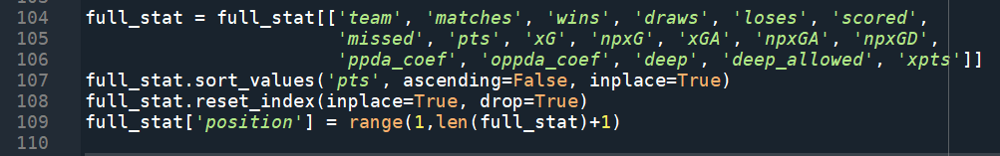 104 full_stat = full_stat[['team', 'matches', 'wins', 'draws', 'loses', 'scored',
105 'missed', 'pts', 'xG', 'npxG', 'xGA', 'npxGA', 'npxGD',
106 'ppda_coef', 'oppda_coef', 'deep', 'deep_allowed', 'xpts']]
107 full_stat.sort_values('pts', ascending=False, inplace=True)
108 full_stat.reset_index(inplace=True, drop=True)
109 full_stat['position'] = range(1,len(full_stat)+1)
110